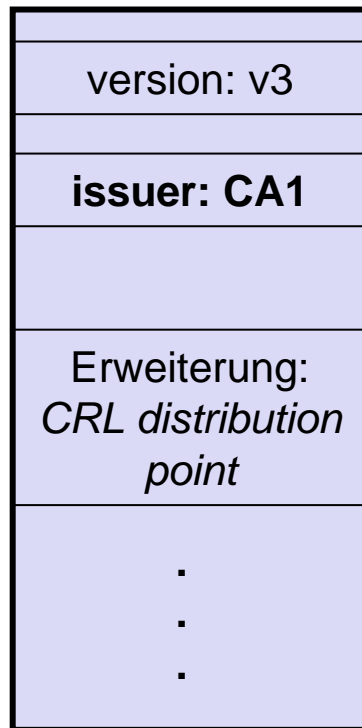 version: v3
issuer: CA1
Erweiterung:
CRL distribution
point
.
.
.